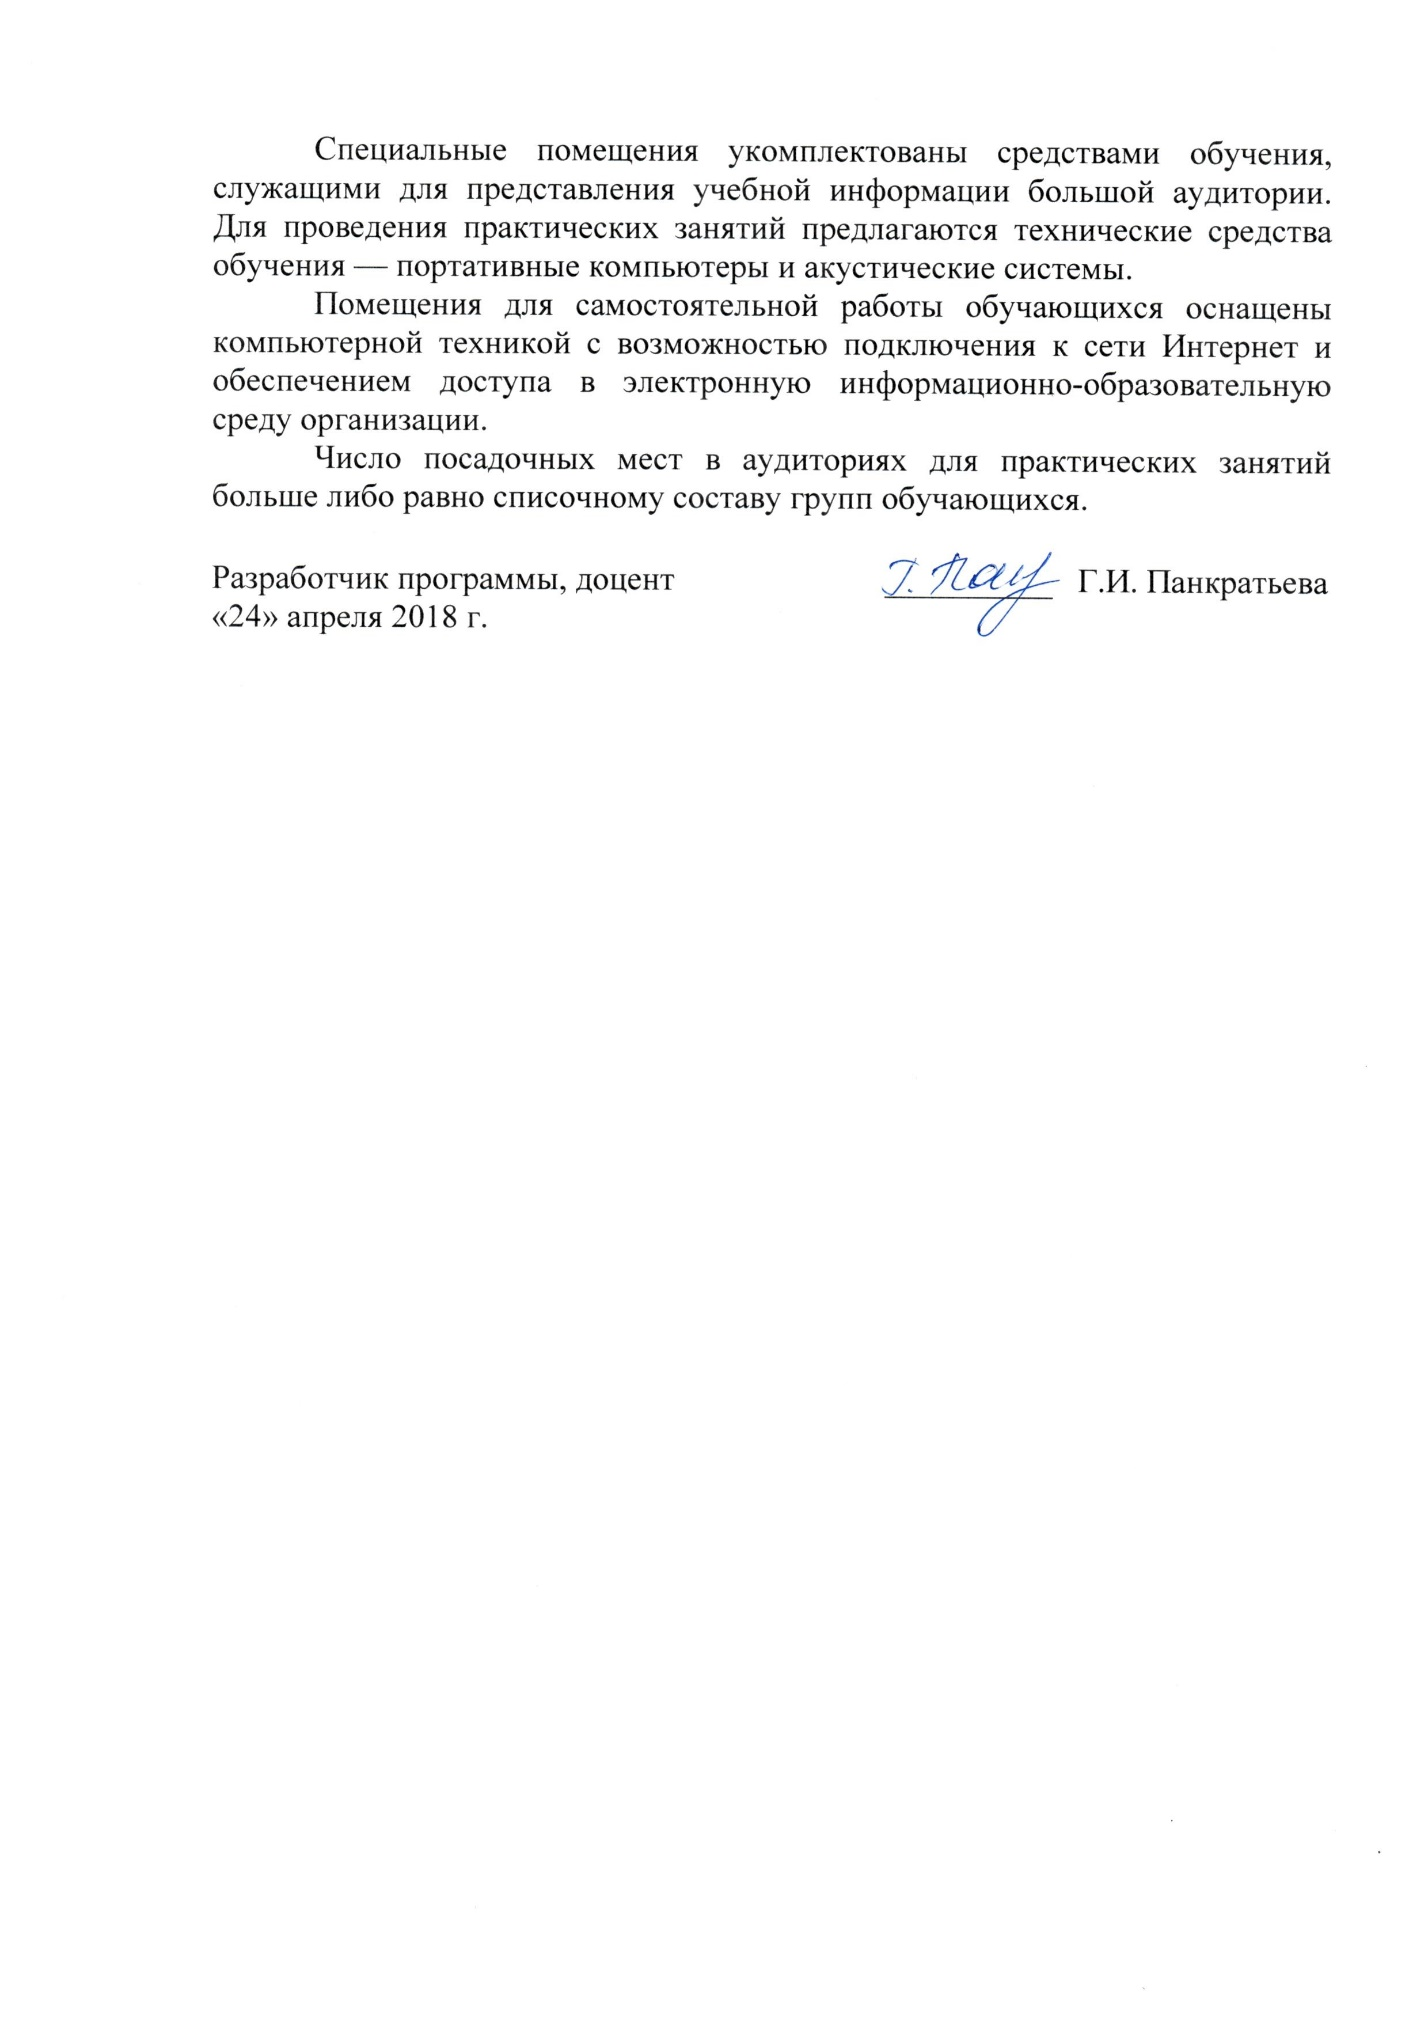 Специальные помещения укомплектованы средствами обучения,
служащими для представления учебной информации большой аудитории.
Для проведения практических занятий предлагаются технические средства
обучения — портативные компьютеры и акустические системы.
Помещения для самостоятельной работы обучающихся оснащены
компьютерной техникой с возможностью подключения к сети Интернет и
обеспечением доступа в электронную информационно-образовательную
среду организации.
Число посадочных мест в аудиториях для практических занятий
больше либо равно списочному составу групп обучающихся.
Разработчик программы, доцент Г.И. Панкратьева
«24» апреля 2018 г.